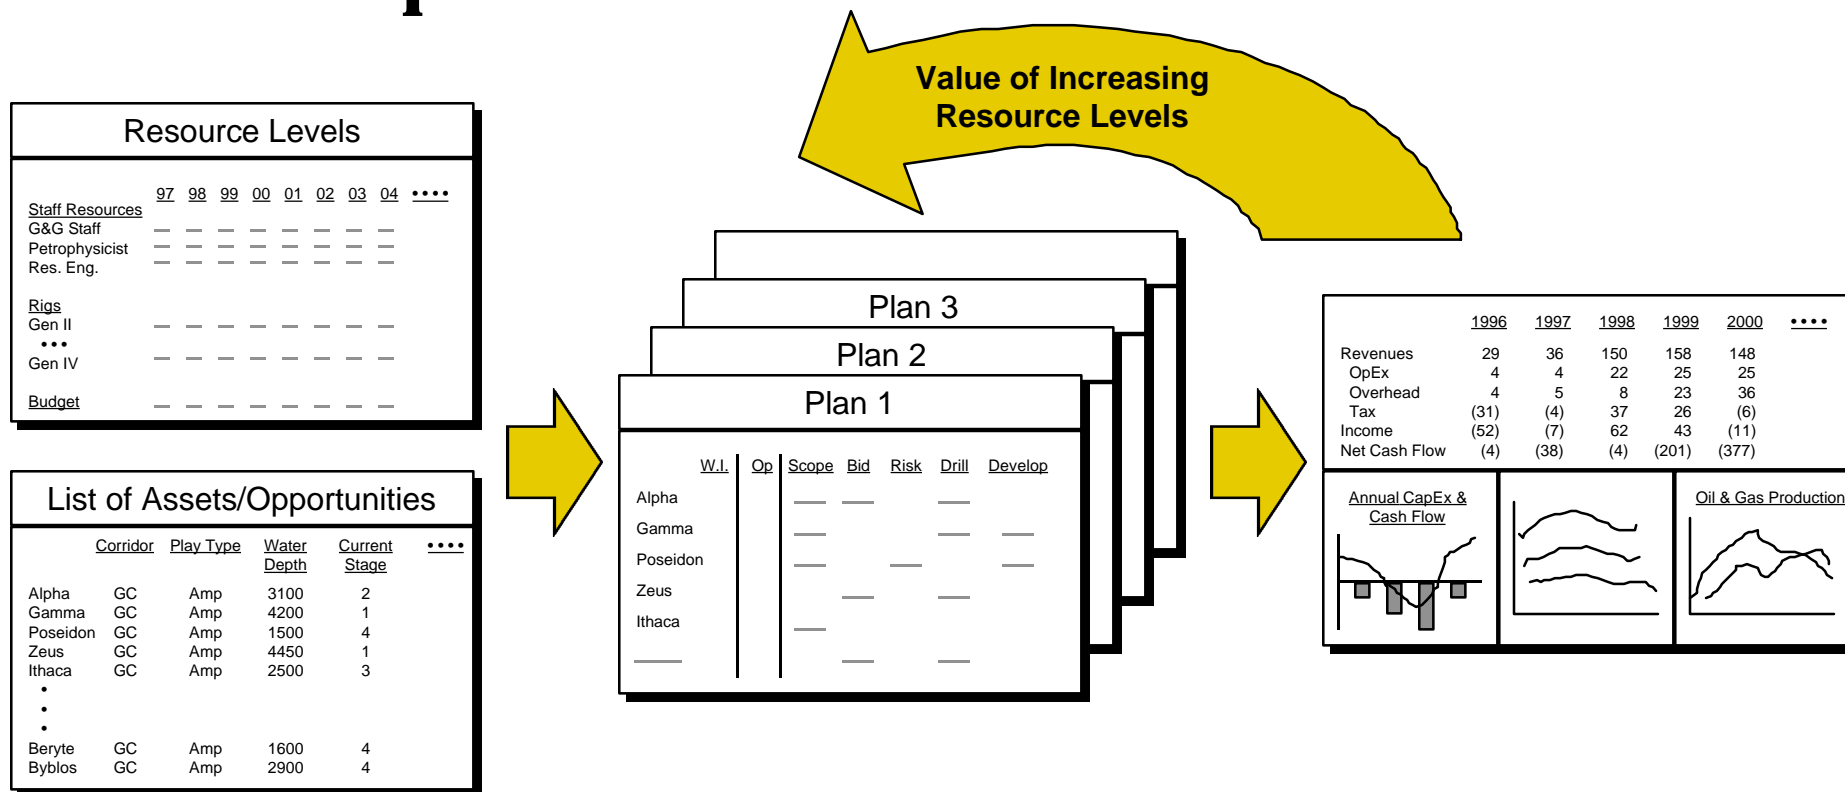 Value of Increasing
Resource Levels
Resource Levels
97 98 99 00 01 02 03 04 ••••
Staff Resources
G&G Staff
Petrophysicist
Res. Eng.
Rigs
Gen II
•••
Gen IV
Budget
List of Assets/Opportunities
Corridor Play Type Water Depth Current Stage ••••
Alpha GC Amp 3100 2
Gamma GC Amp 4200 1
Poseidon GC Amp 1500 4
Zeus GC Amp 4450 1
Ithaca GC Amp 2500 3
•
•
•
Beryte GC Amp 1600 4
Byblos GC Amp 2900 4
Plan 3
Plan 2
Plan 1
W.I. Op Scope Bid Risk Drill Develop
Alpha
Gamma
Poseidon
Zeus
Ithaca
1996 1997 1998 1999 2000 ••••
Revenues 29 36 150 158 148
OpEx 4 4 22 25 25
Overhead 4 5 8 23 36
Tax (31) (4) 37 26 (6)
Income (52) (7) 62 43 (11)
Net Cash Flow (4) (38) (4) (201) (377)
Annual CapEx &
Cash Flow
Oil & Gas Production